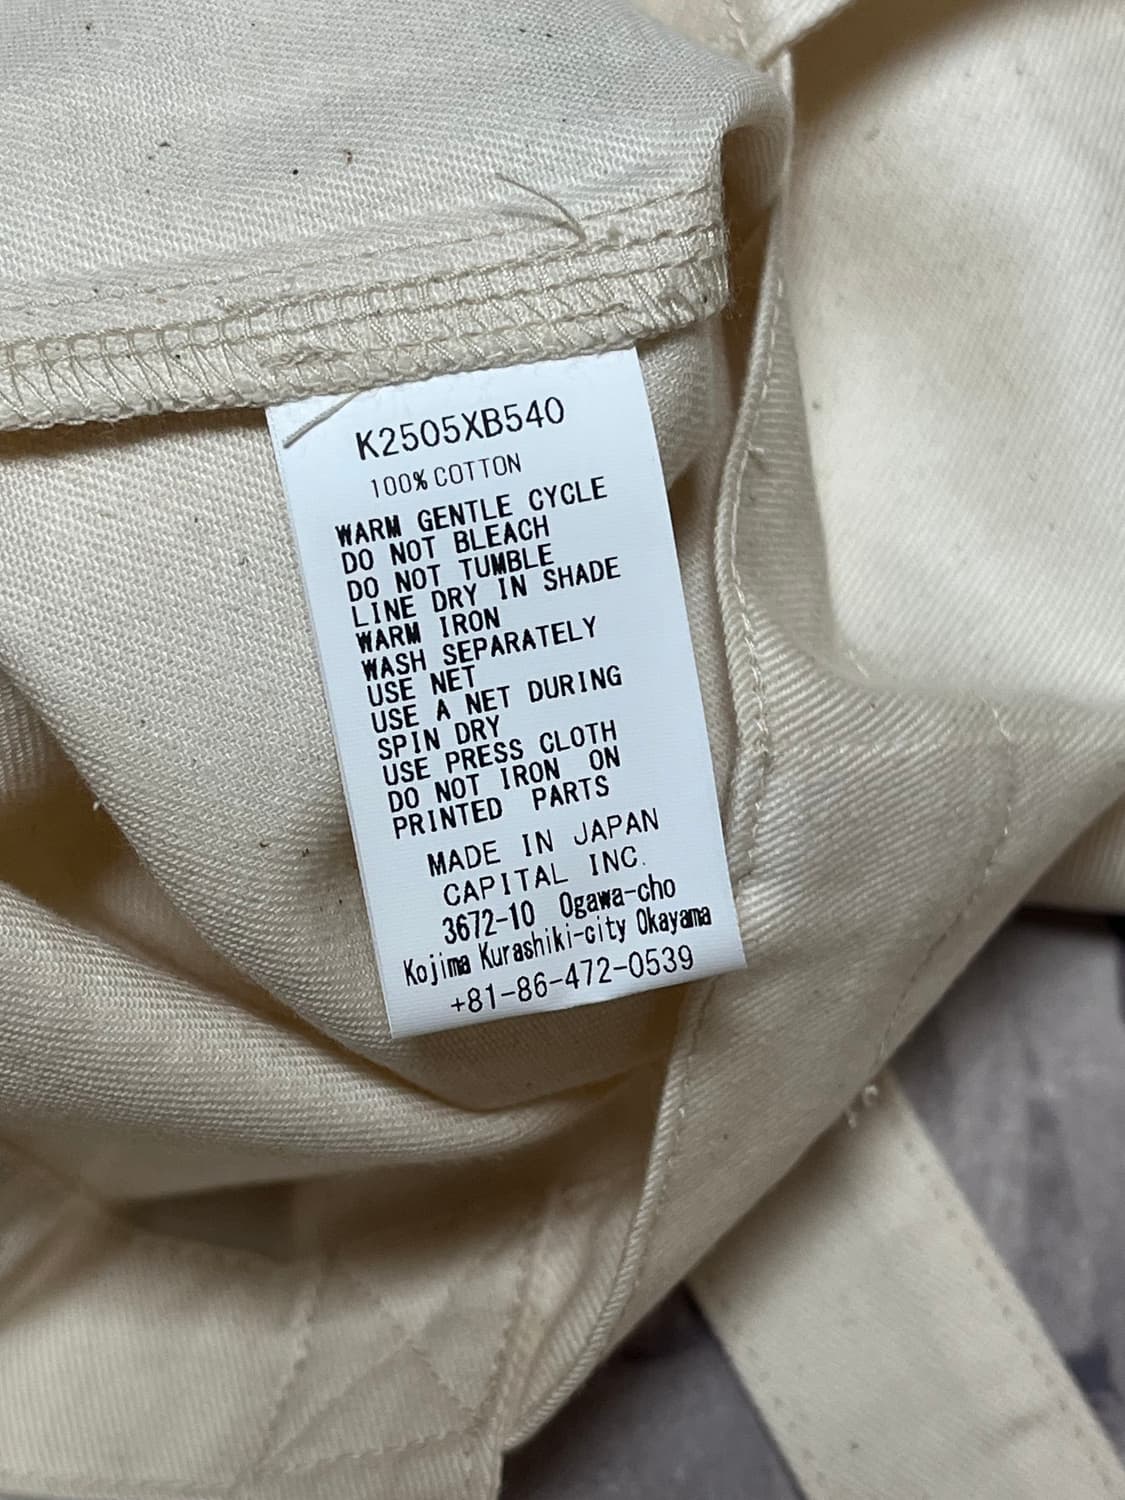 K2505XB540
100% COTTON
WARM GENTLE CYCLE
DO NOT BLEACH
DO NOT TUMBLE
LINE DRY IN SHADE
WARM IRON
WASH SEPARATELY
USE NET
USE A NET DURING
SPIN DRY
USE PRESS CLOTH
DO NOT IRON ON
PRINTED PARTS
MADE IN JAPAN
CAPITAL INC.
3672-10 Ogawa-cho
Kojima Kurashiki-city Okayama
+81-86-472-0539